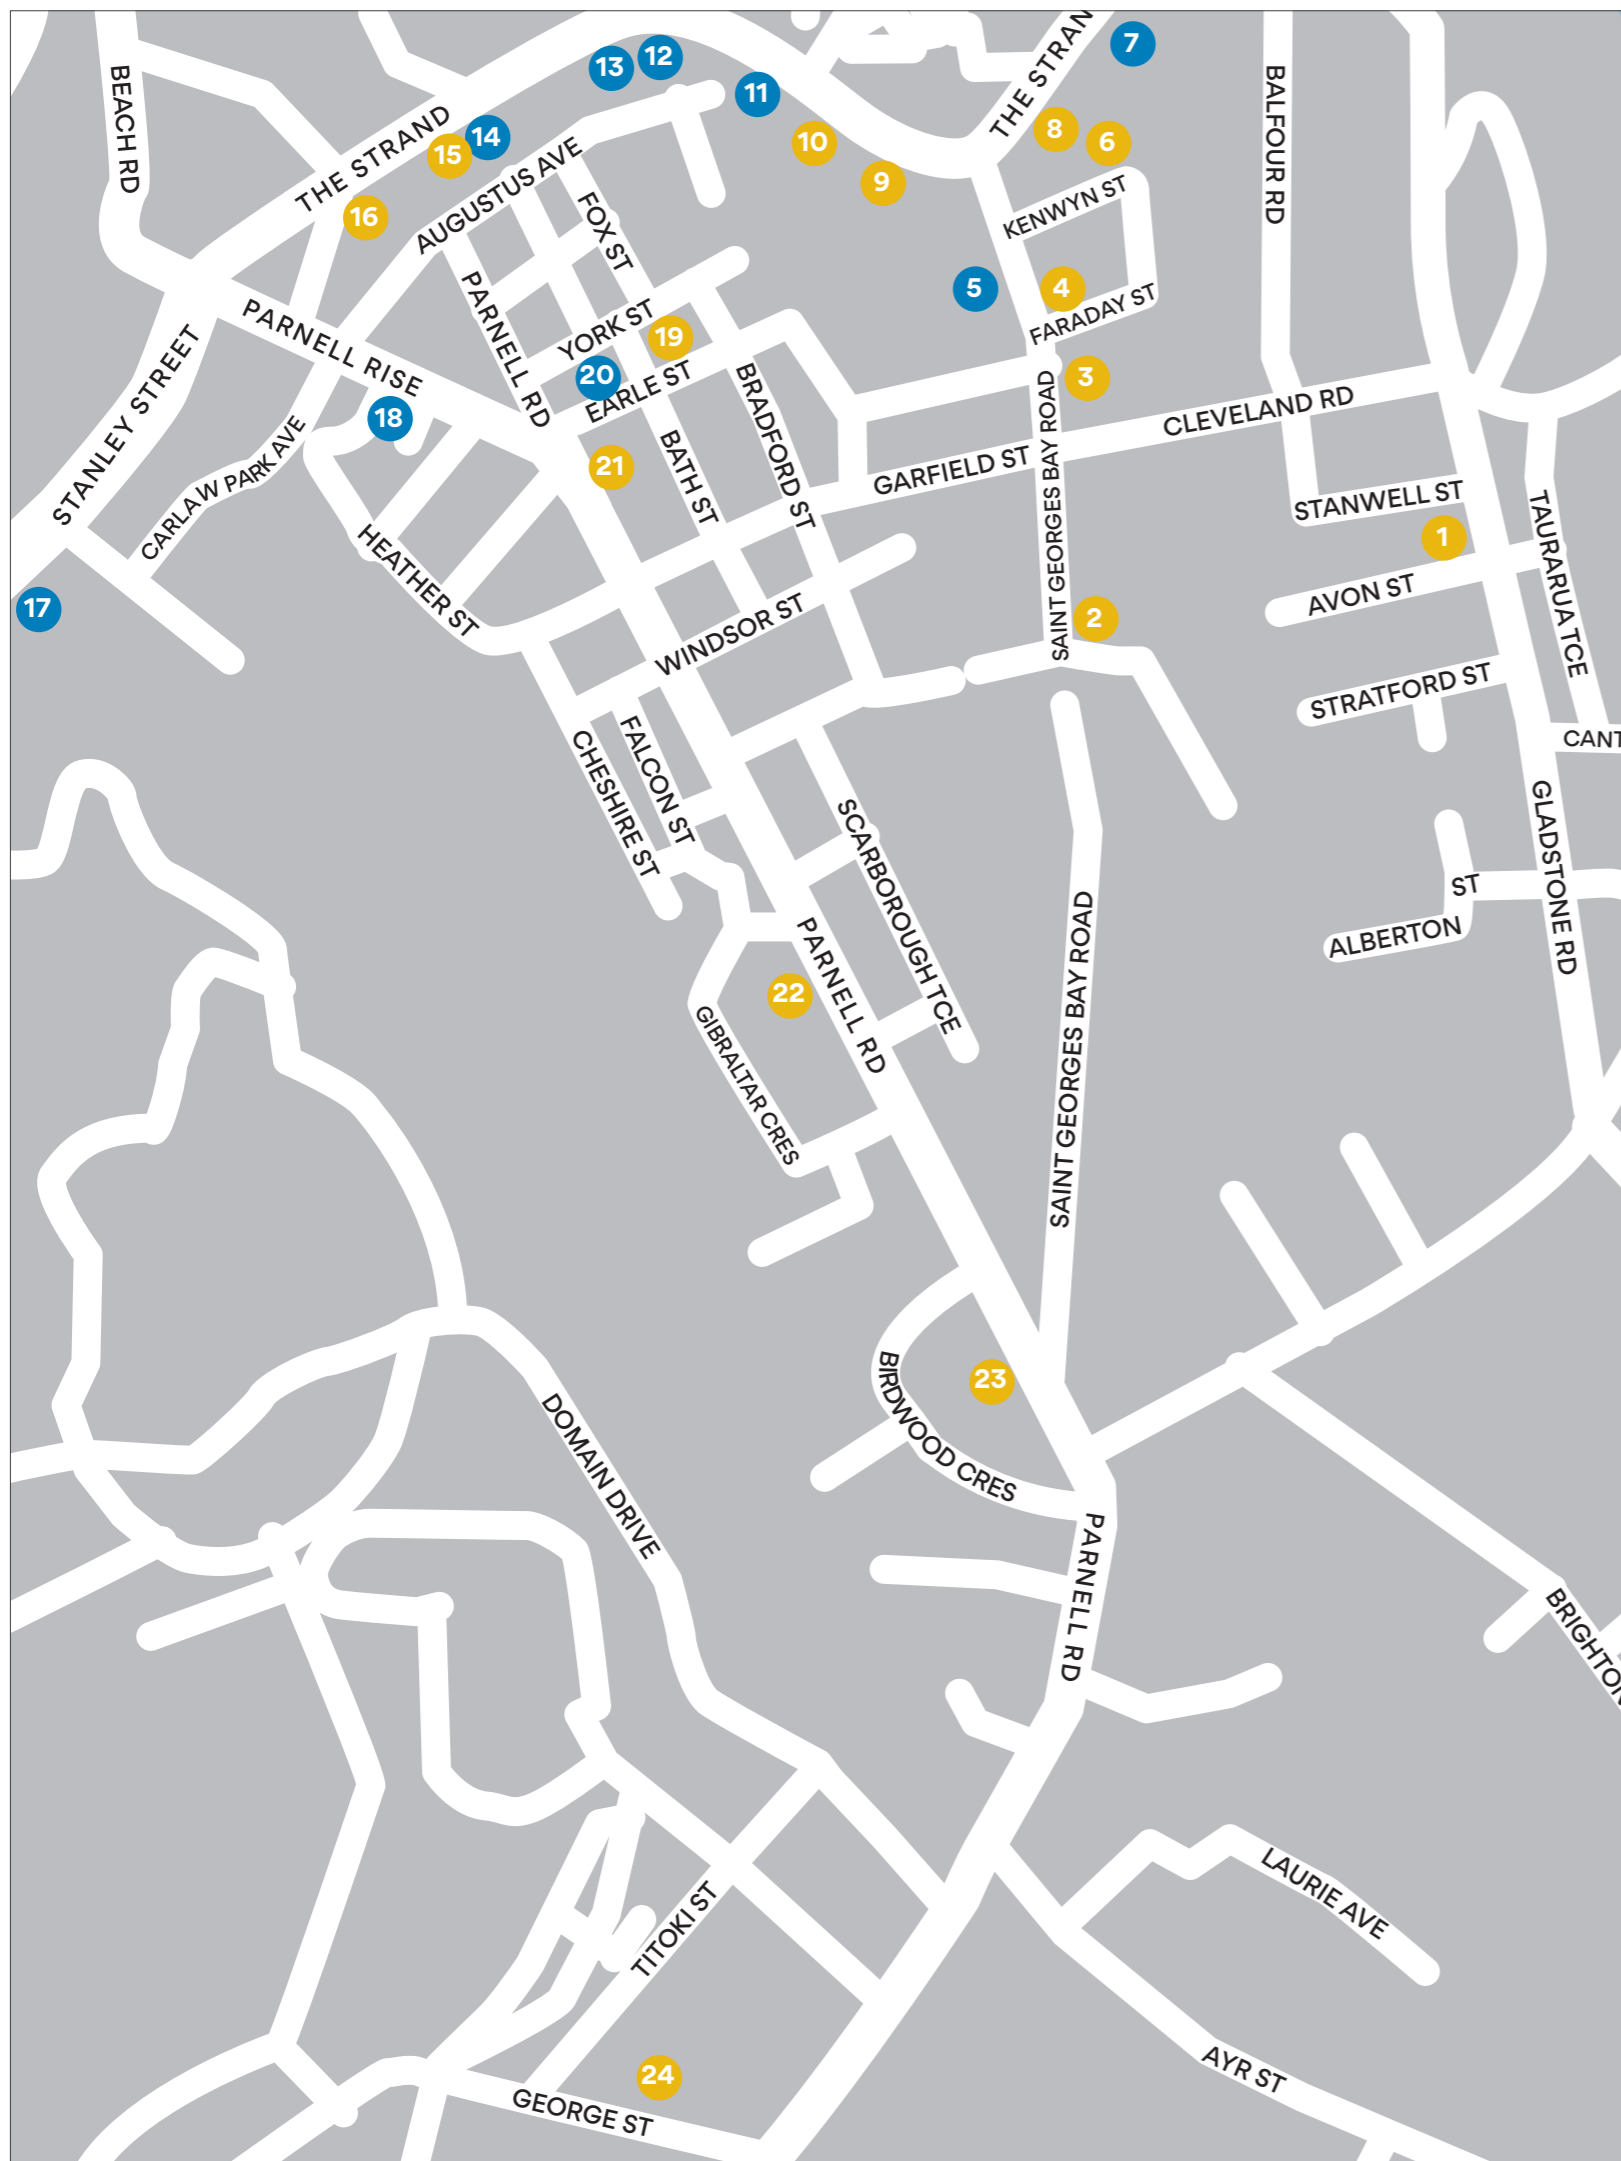 THE STRAN
7
13
12
11
BEACH RD
BALFOUR RD
THE STRAND
14
15
10
8
6
9
16
AUGUSTUS AVE
FOX ST
KENWYN ST
5
4
FARADAY ST
PARNELL RISE
PARNELL RD
YORK ST
19
20
EARLE ST
3
STANLEY STREET
18
BRADFORD ST
CLEVELAND RD
CARLAW PARK AVE
21
BATH ST
GARFIELD ST
SAINT GEORGES BAY ROAD
STANWELL ST
1
TAURARUA TCE
HEATHER ST
17
AVON ST
2
WINDSOR ST
STRATFORD ST
CANT
FALCON ST
CHESHIRE ST
SCARBOROUGH TCE
GLADSTONE RD
ST
ALBERTON
PARNELL RD
22
SAINT GEORGES BAY ROAD
GIBRALTAR CRES
23
BIRDWOOD CRES
DOMAIN DRIVE
PARNELL RD
BRIGHTON
LAURIE AVE
TITOKI ST
24
AYR ST
GEORGE ST